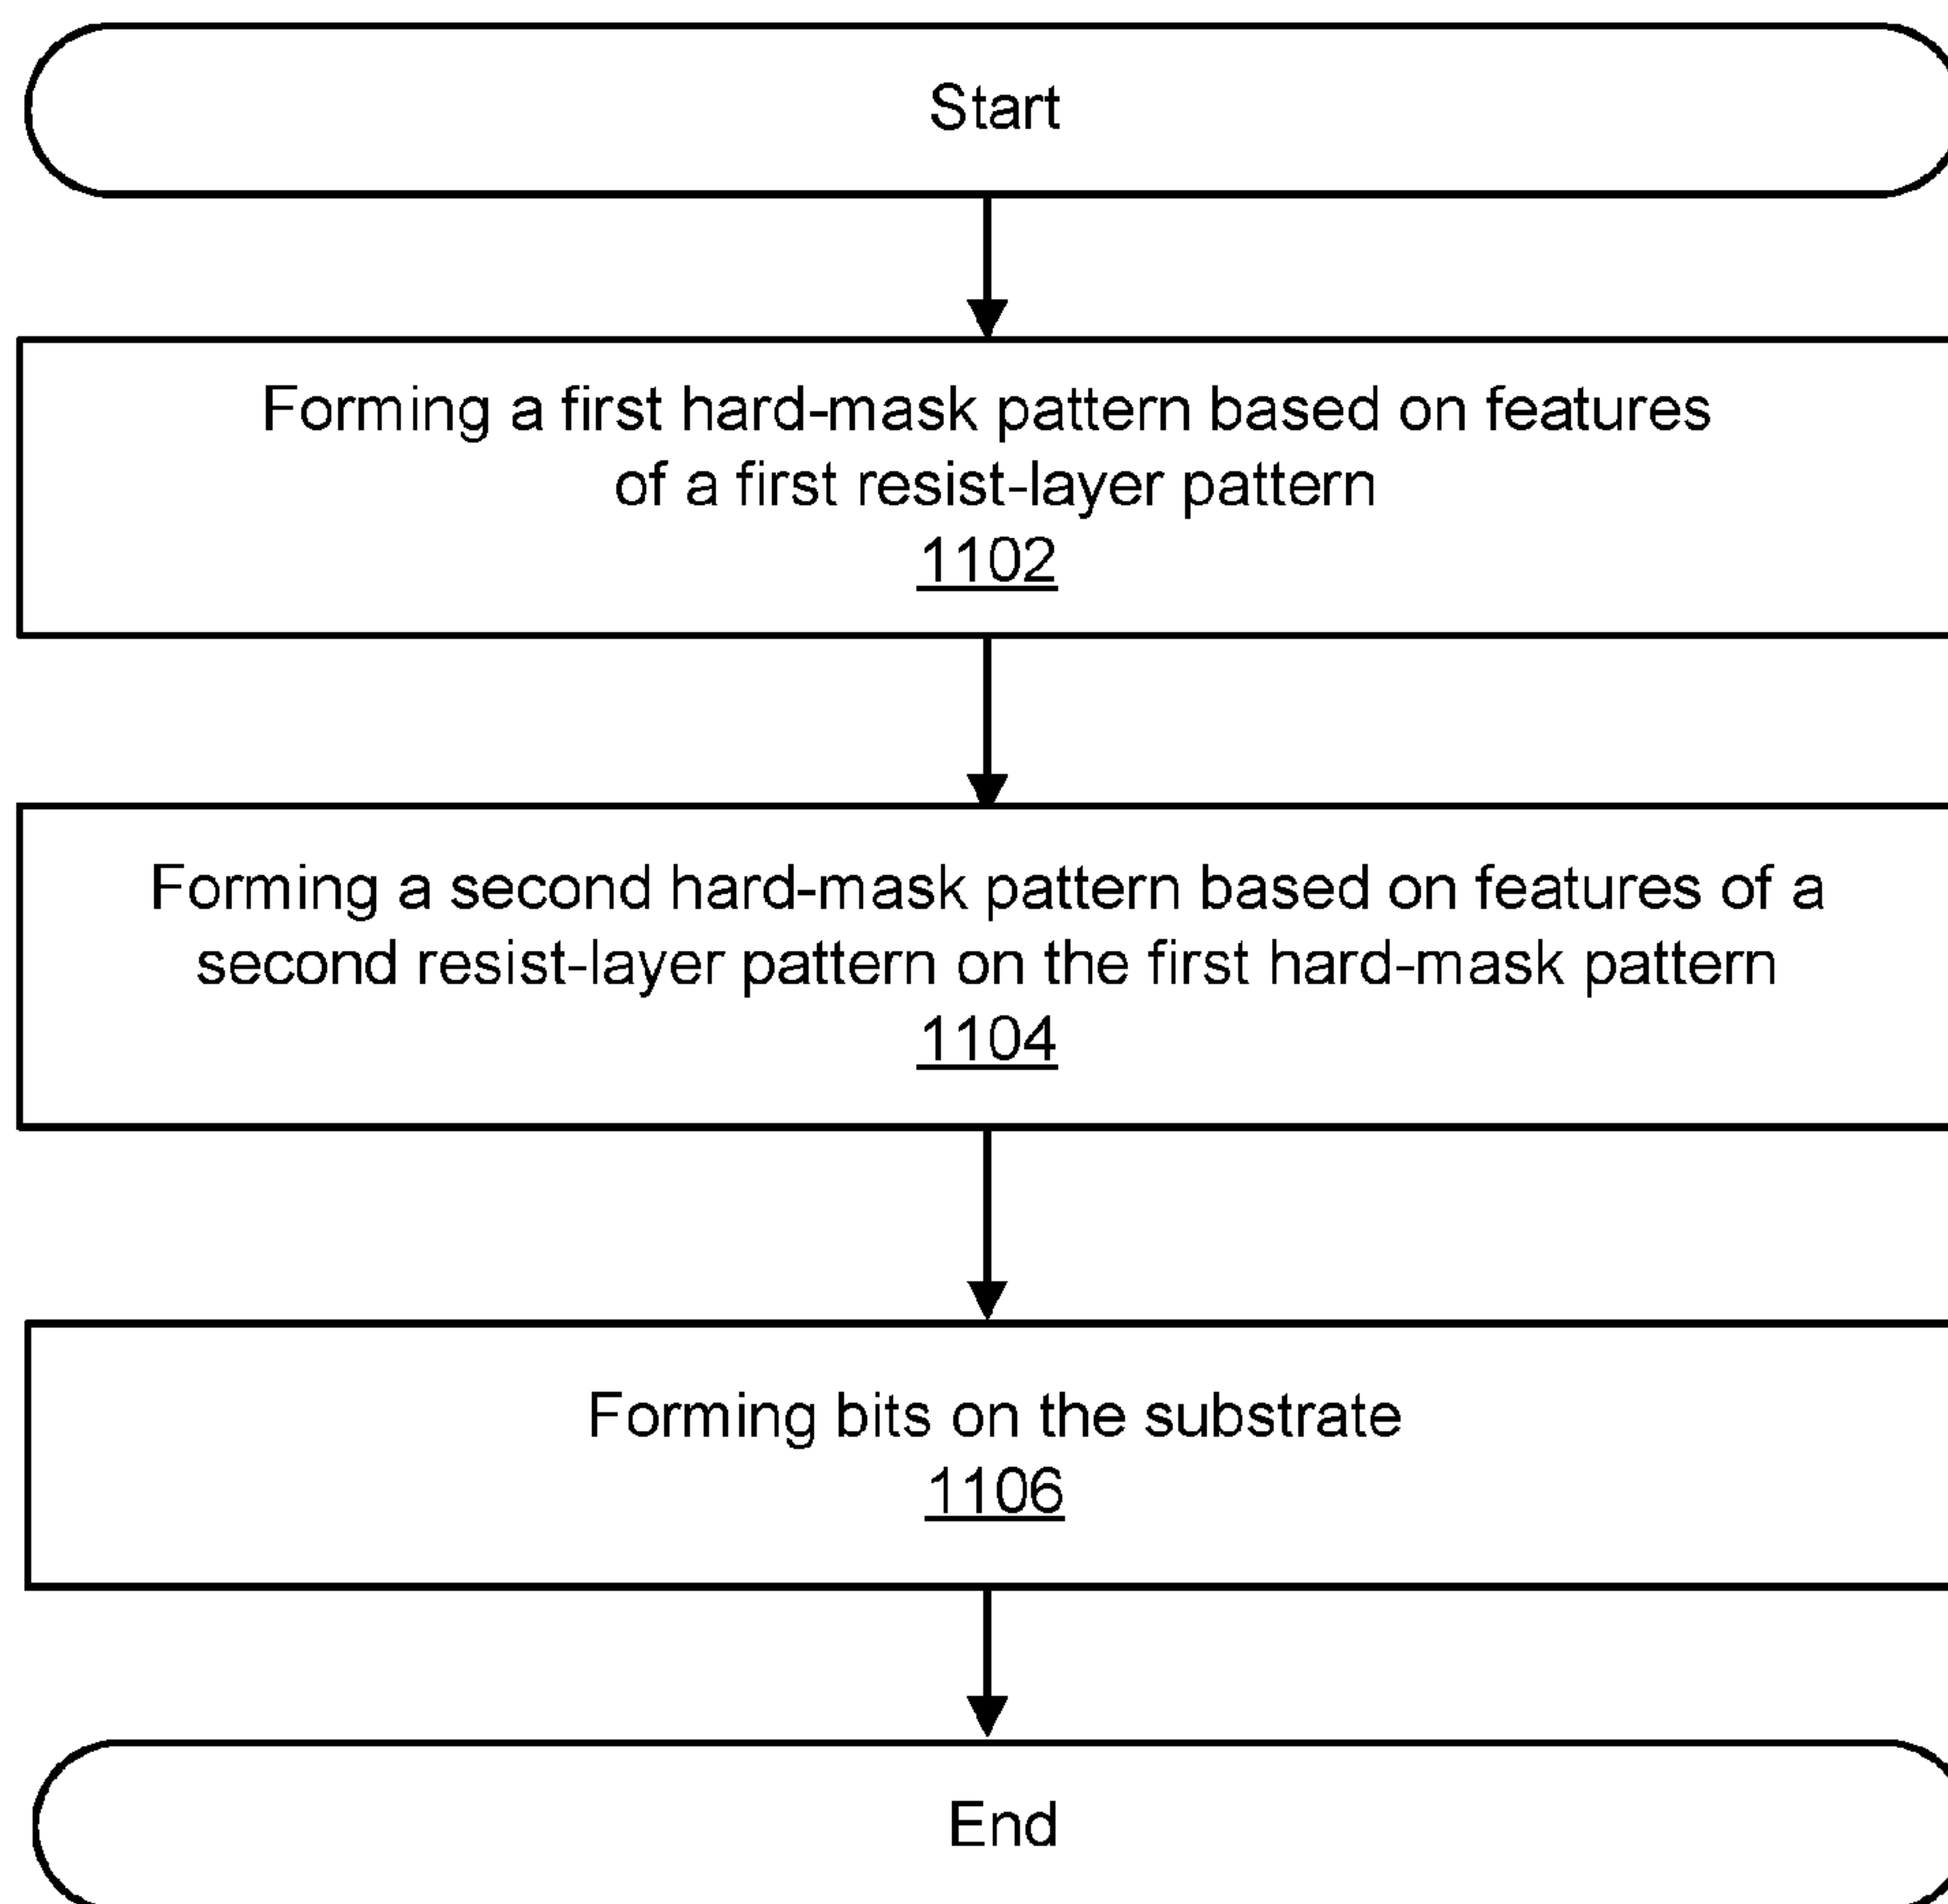 Start
Forming a first hard-mask pattern based on features
of a first resist-layer pattern
1102
Forming a second hard-mask pattern based on features of a
second resist-layer pattern on the first hard-mask pattern
1104
Forming bits on the substrate
1106
End